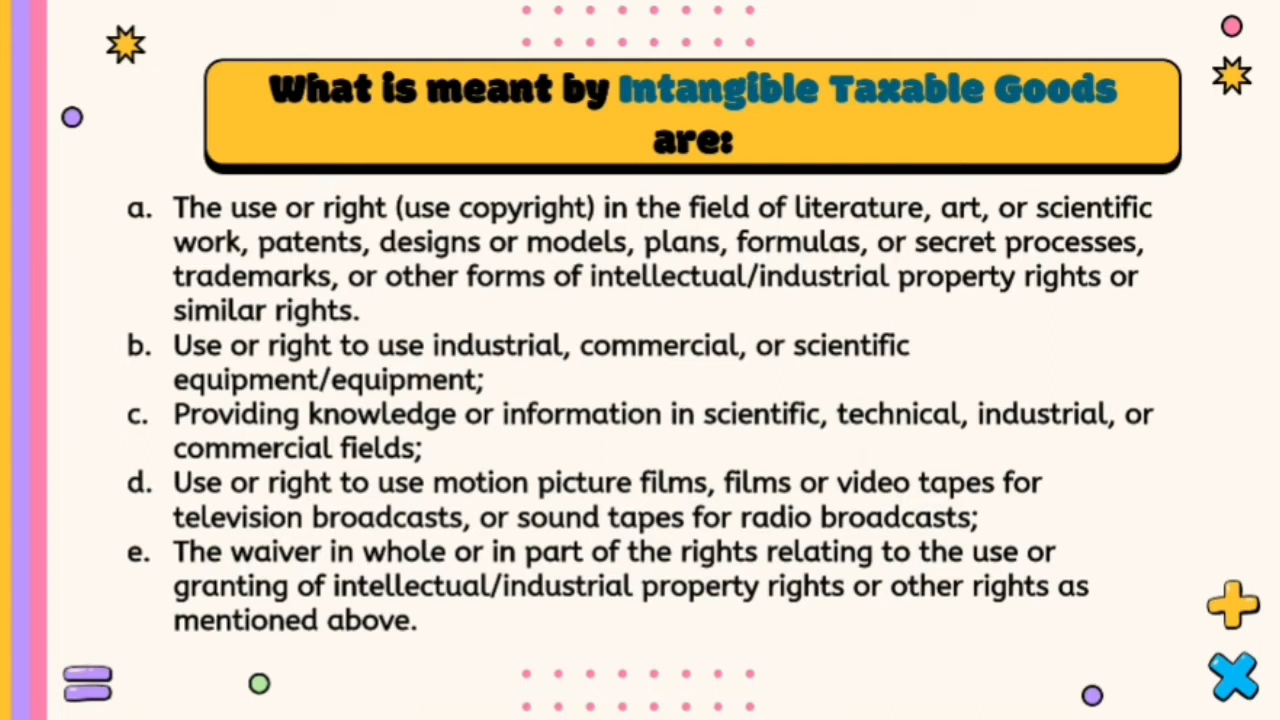 What is meant by Intangible Taxable Goods
are:
a. The use or right (use copyright) in the field of literature, art, or scientific
work, patents, designs or models, plans, formulas, or secret processes,
trademarks, or other forms of intellectual/industrial property rights or
similar rights.
b. Use or right to use industrial, commercial, or scientific
equipment/equipment;
c. Providing knowledge or information in scientific, technical, industrial, or
commercial fields;
d. Use or right to use motion picture films, films or video tapes for
television broadcasts, or sound tapes for radio broadcasts;
e. The waiver in whole or in part of the rights relating to the use or
granting of intellectual/industrial property rights or other rights as
mentioned above.